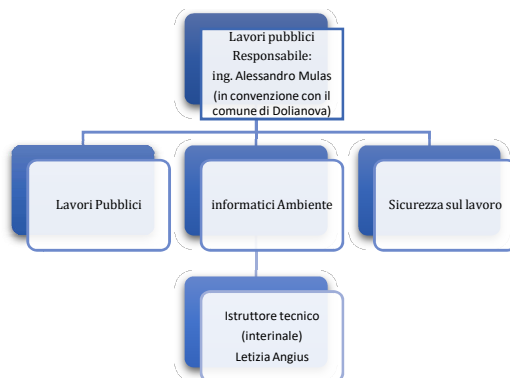 Lavori pubblici
Responsabile:
ing. Alessandro Mulas
(in convenzione con il
comune di Dolianova)
Lavori Pubblici
informatici Ambiente
Sicurezza sul lavoro
Istruttore tecnico
(interinale)
Letizia Angius